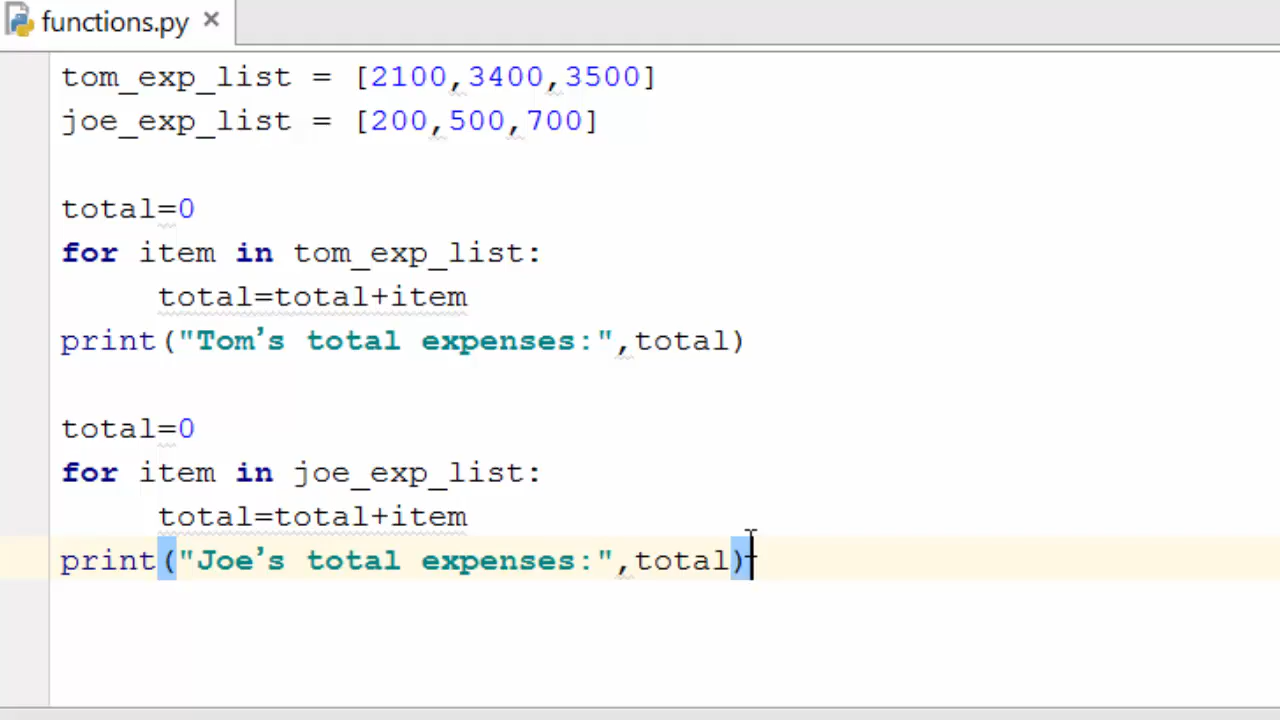 functions.py
tom_exp_list = [2100,3400,3500]
joe_exp_list = [200,500,700]
total=0
for item in tom_exp_list:
     total=total+item
print("Tom’s total expenses:",total)
total=0
for item in joe_exp_list:
     total=total+item
print("Joe’s total expenses:",total)